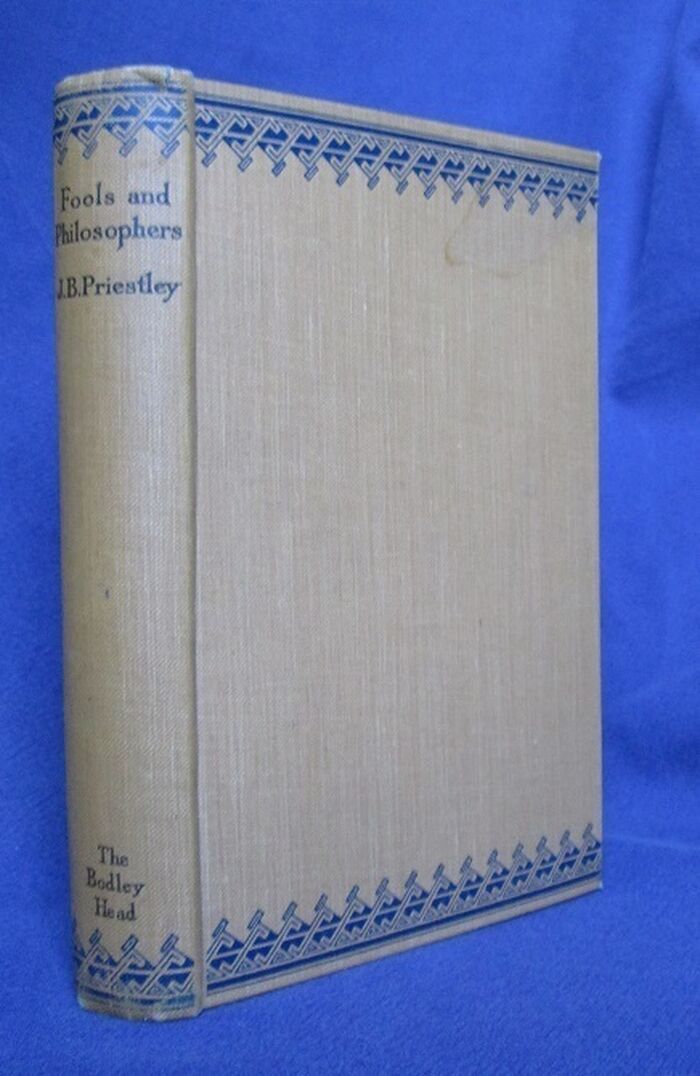 Fools and
Philosophers
J.B.Priestley
The
Bodley
Head